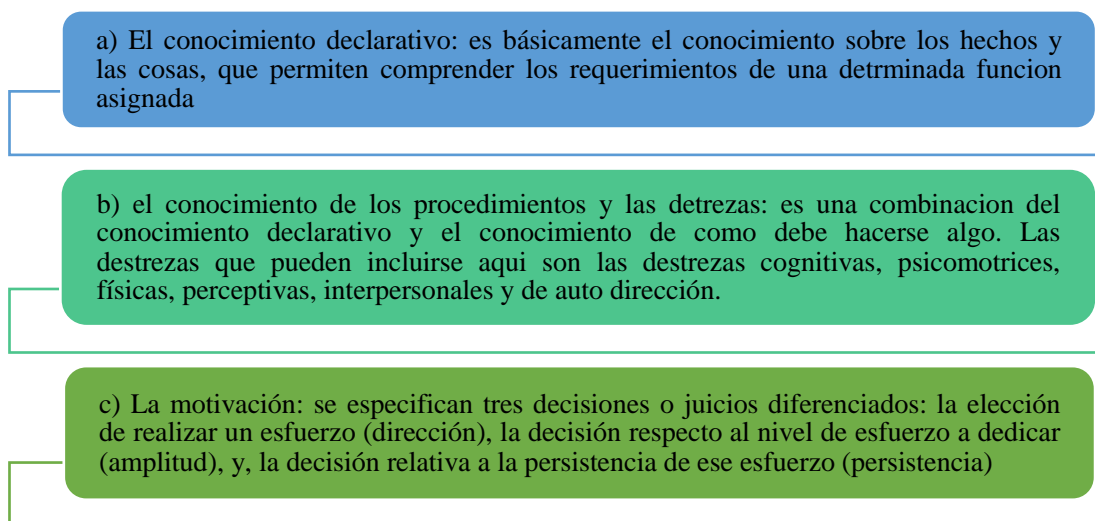 a) El conocimiento declarativo: es básicamente el conocimiento sobre los hechos y
las cosas, que permiten comprender los requerimientos de una detrminada funcion
asignada
b) el conocimiento de los procedimientos y las detrezas: es una combinacion del
conocimiento declarativo y el conocimiento de como debe hacerse algo. Las
destrezas que pueden incluirse aqui son las destrezas cognitivas, psicomotrices,
físicas, perceptivas, interpersonales y de auto dirección.
c) La motivación: se especifican tres decisiones o juicios diferenciados: la elección
de realizar un esfuerzo (dirección), la decisión respecto al nivel de esfuerzo a dedicar
(amplitud), y, la decisión relativa a la persistencia de ese esfuerzo (persistencia)